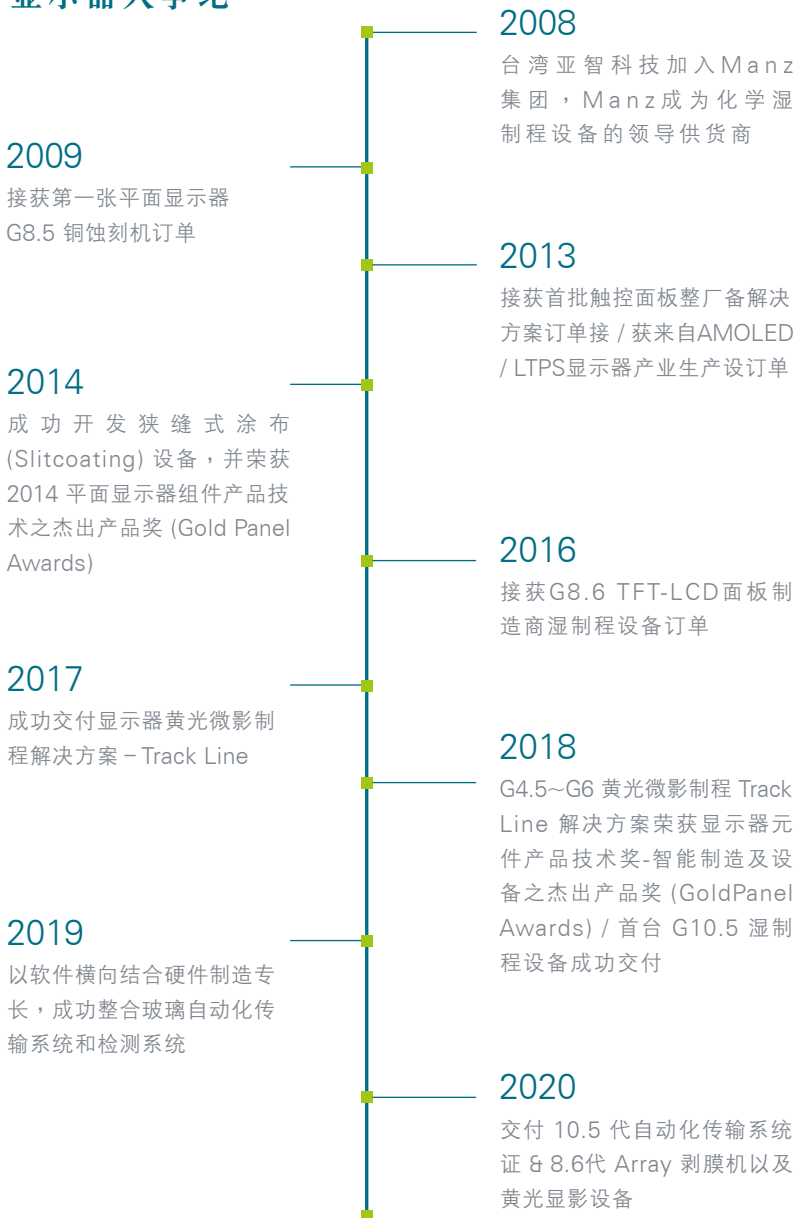 显示器大事记
2008
台湾亚智科技加入Manz
集团，Manz成为化学湿
制程设备的领导供货商
2009
接获第一张平面显示器
G8.5 铜蚀刻机订单
2013
接获首批触控面板整厂备解决
方案订单接 / 获来自AMOLED
/ LTPS显示器产业生产设订单
2014
成功开发狭缝式涂布
(Slitcoating) 设备，并荣获
2014 平面显示器组件产品技
术之杰出产品奖 (Gold Panel
Awards)
2016
接获G8.6 TFT-LCD面板制
造商湿制程设备订单
2017
成功交付显示器黄光微影制
程解决方案 – Track Line
2018
G4.5~G6 黄光微影制程 Track
Line 解决方案荣获显示器元
件产品技术奖-智能制造及设
备之杰出产品奖 (GoldPanel
Awards) / 首台 G10.5 湿制
程设备成功交付
2019
以软件横向结合硬件制造专
长，成功整合玻璃自动化传
输系统和检测系统
2020
交付 10.5 代自动化传输系统
证 & 8.6代 Array 剥膜机以及
黄光显影设备